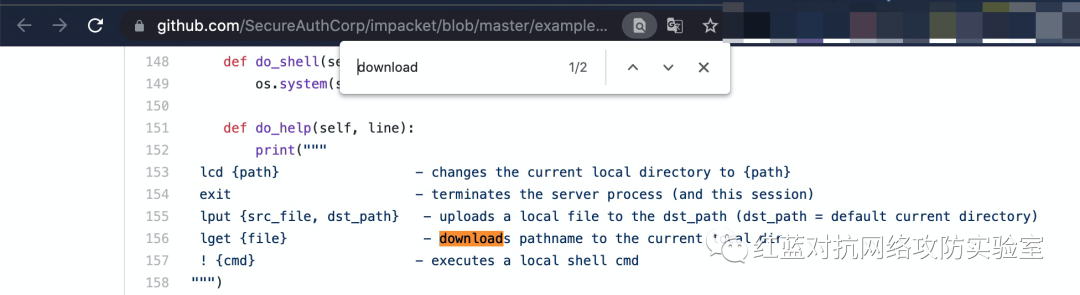 github.com/SecureAuthCorp/impacket/blob/master/example...
download 1/2
148 def do_shell(se
149 os.system(s
150
151 def do_help(self, line):
152 print("""
153 lcd {path} - changes the current local directory to {path}
154 exit - terminates the server process (and this session)
155 lput {src_file, dst_path} - uploads a local file to the dst_path (dst_path = default current directory)
156 lget {file} - downloads pathname to the current local dir
157 ! {cmd} - executes a local shell cmd
158 """)
红蓝对抗网络攻防实验室